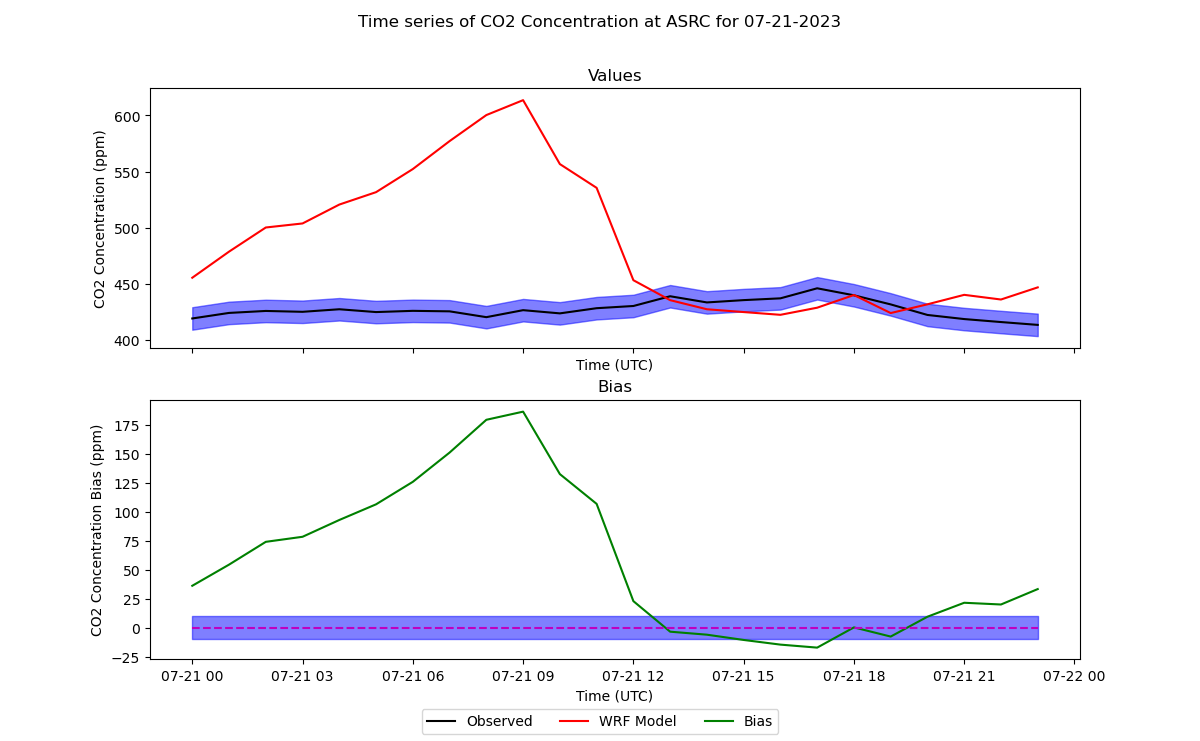 Time series of CO2 Concentration at ASRC for 07-21-2023
Values
CO2 Concentration (ppm)
600
550
500
450
400
Time (UTC)
Bias
CO2 Concentration Bias (ppm)
175
150
125
100
75
50
25
0
−25
07-21 00 07-21 03 07-21 06 07-21 09 07-21 12 07-21 15 07-21 18 07-21 21 07-22 00
Time (UTC)
Observed WRF Model Bias